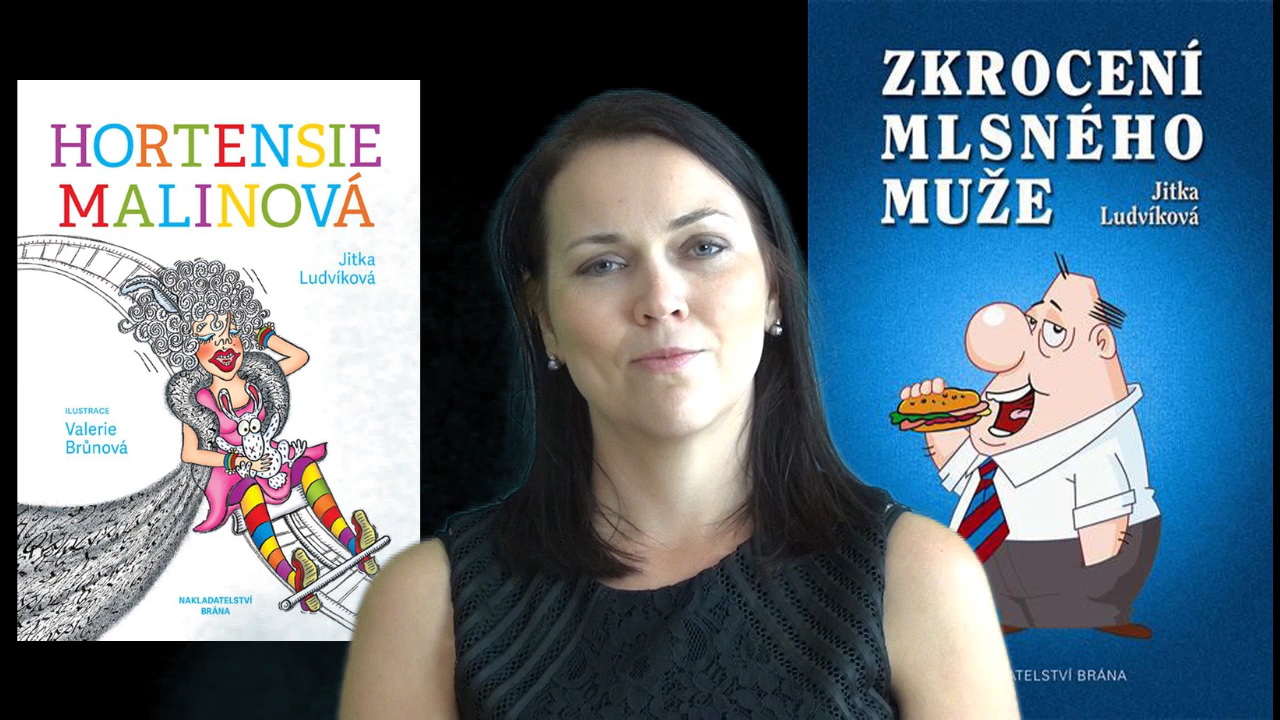 HORTENSIE
MALINOVÁ
Jitka
Ludvíková
ILUSTRACE
Valerie
Brůnová
NAKLADATELSTVÍ
BRÁNA
ZKROCENÍ
MLSNÉHO
MUŽE
Jitka
Ludvíková
ATELSTVÍ BRÁNA